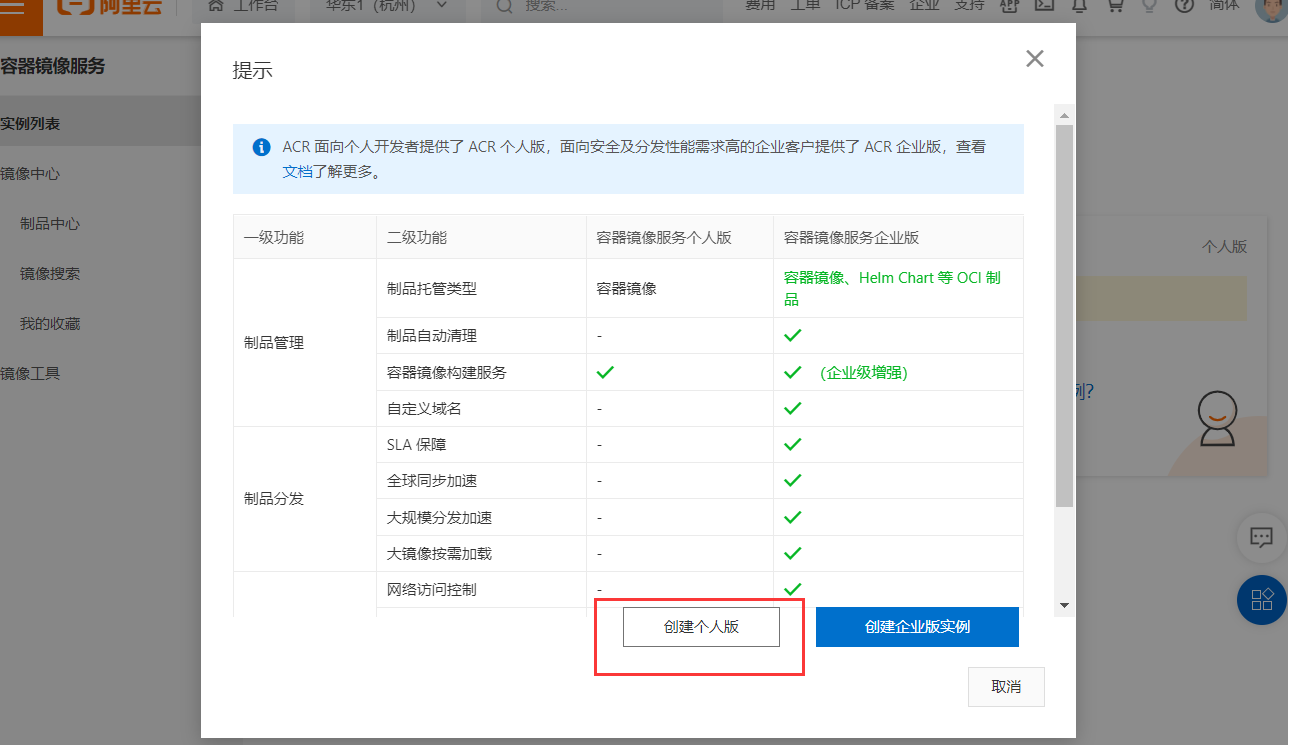 阿里云
工作台
华东1（杭州）
搜索...
费用 工单 ICP 备案 企业 支持 APP 简体
容器镜像服务
实例列表
镜像中心
制品中心
镜像搜索
我的收藏
镜像工具
提示
ACR 面向个人开发者提供了 ACR 个人版，面向安全及分发性能需求高的企业客户提供了 ACR 企业版，查看
文档了解更多。
一级功能 二级功能 容器镜像服务个人版 容器镜像服务企业版
制品管理
制品托管类型 容器镜像 容器镜像、Helm Chart 等 OCI 制
品
制品自动清理 - ✓
容器镜像构建服务 ✓ ✓ (企业级增强)
自定义域名 - ✓
制品分发
SLA 保障 - ✓
全球同步加速 - ✓
大规模分发加速 - ✓
大镜像按需加载 - ✓
网络访问控制 - ✓
创建个人版
创建企业版实例
取消
个人版
例?